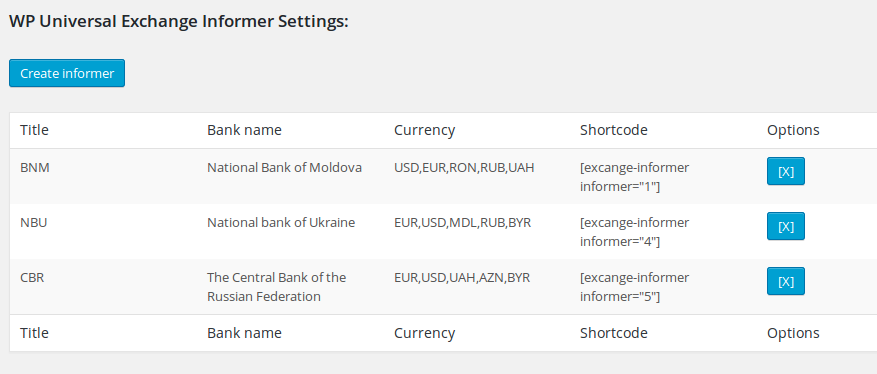 WP Universal Exchange Informer Settings:
Create informer
Title Bank name Currency Shortcode Options
BNM National Bank of Moldova USD,EUR,RON,RUB,UAH [excange-informer [X]
informer="1"]
NBU National bank of Ukraine EUR,USD,MDL,RUB,BYR [excange-informer [X]
informer="4"]
CBR The Central Bank of the EUR,USD,UAH,AZN,BYR [excange-informer [X]
Russian Federation informer="5"]
Title Bank name Currency Shortcode Options